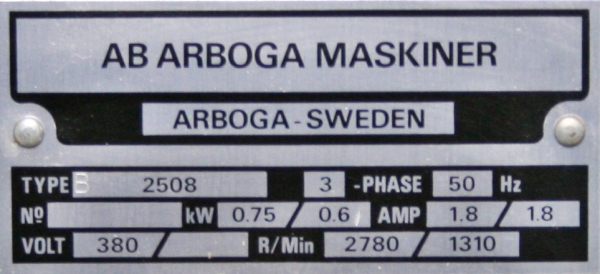 AB ARBOGA MASKINER
ARBOGA-SWEDEN
TYPE B 2508 3 -PHASE 50 Hz
Nº kW 0.75 / 0.6 AMP 1.8 / 1.8
VOLT 380 / R/Min 2780 / 1310